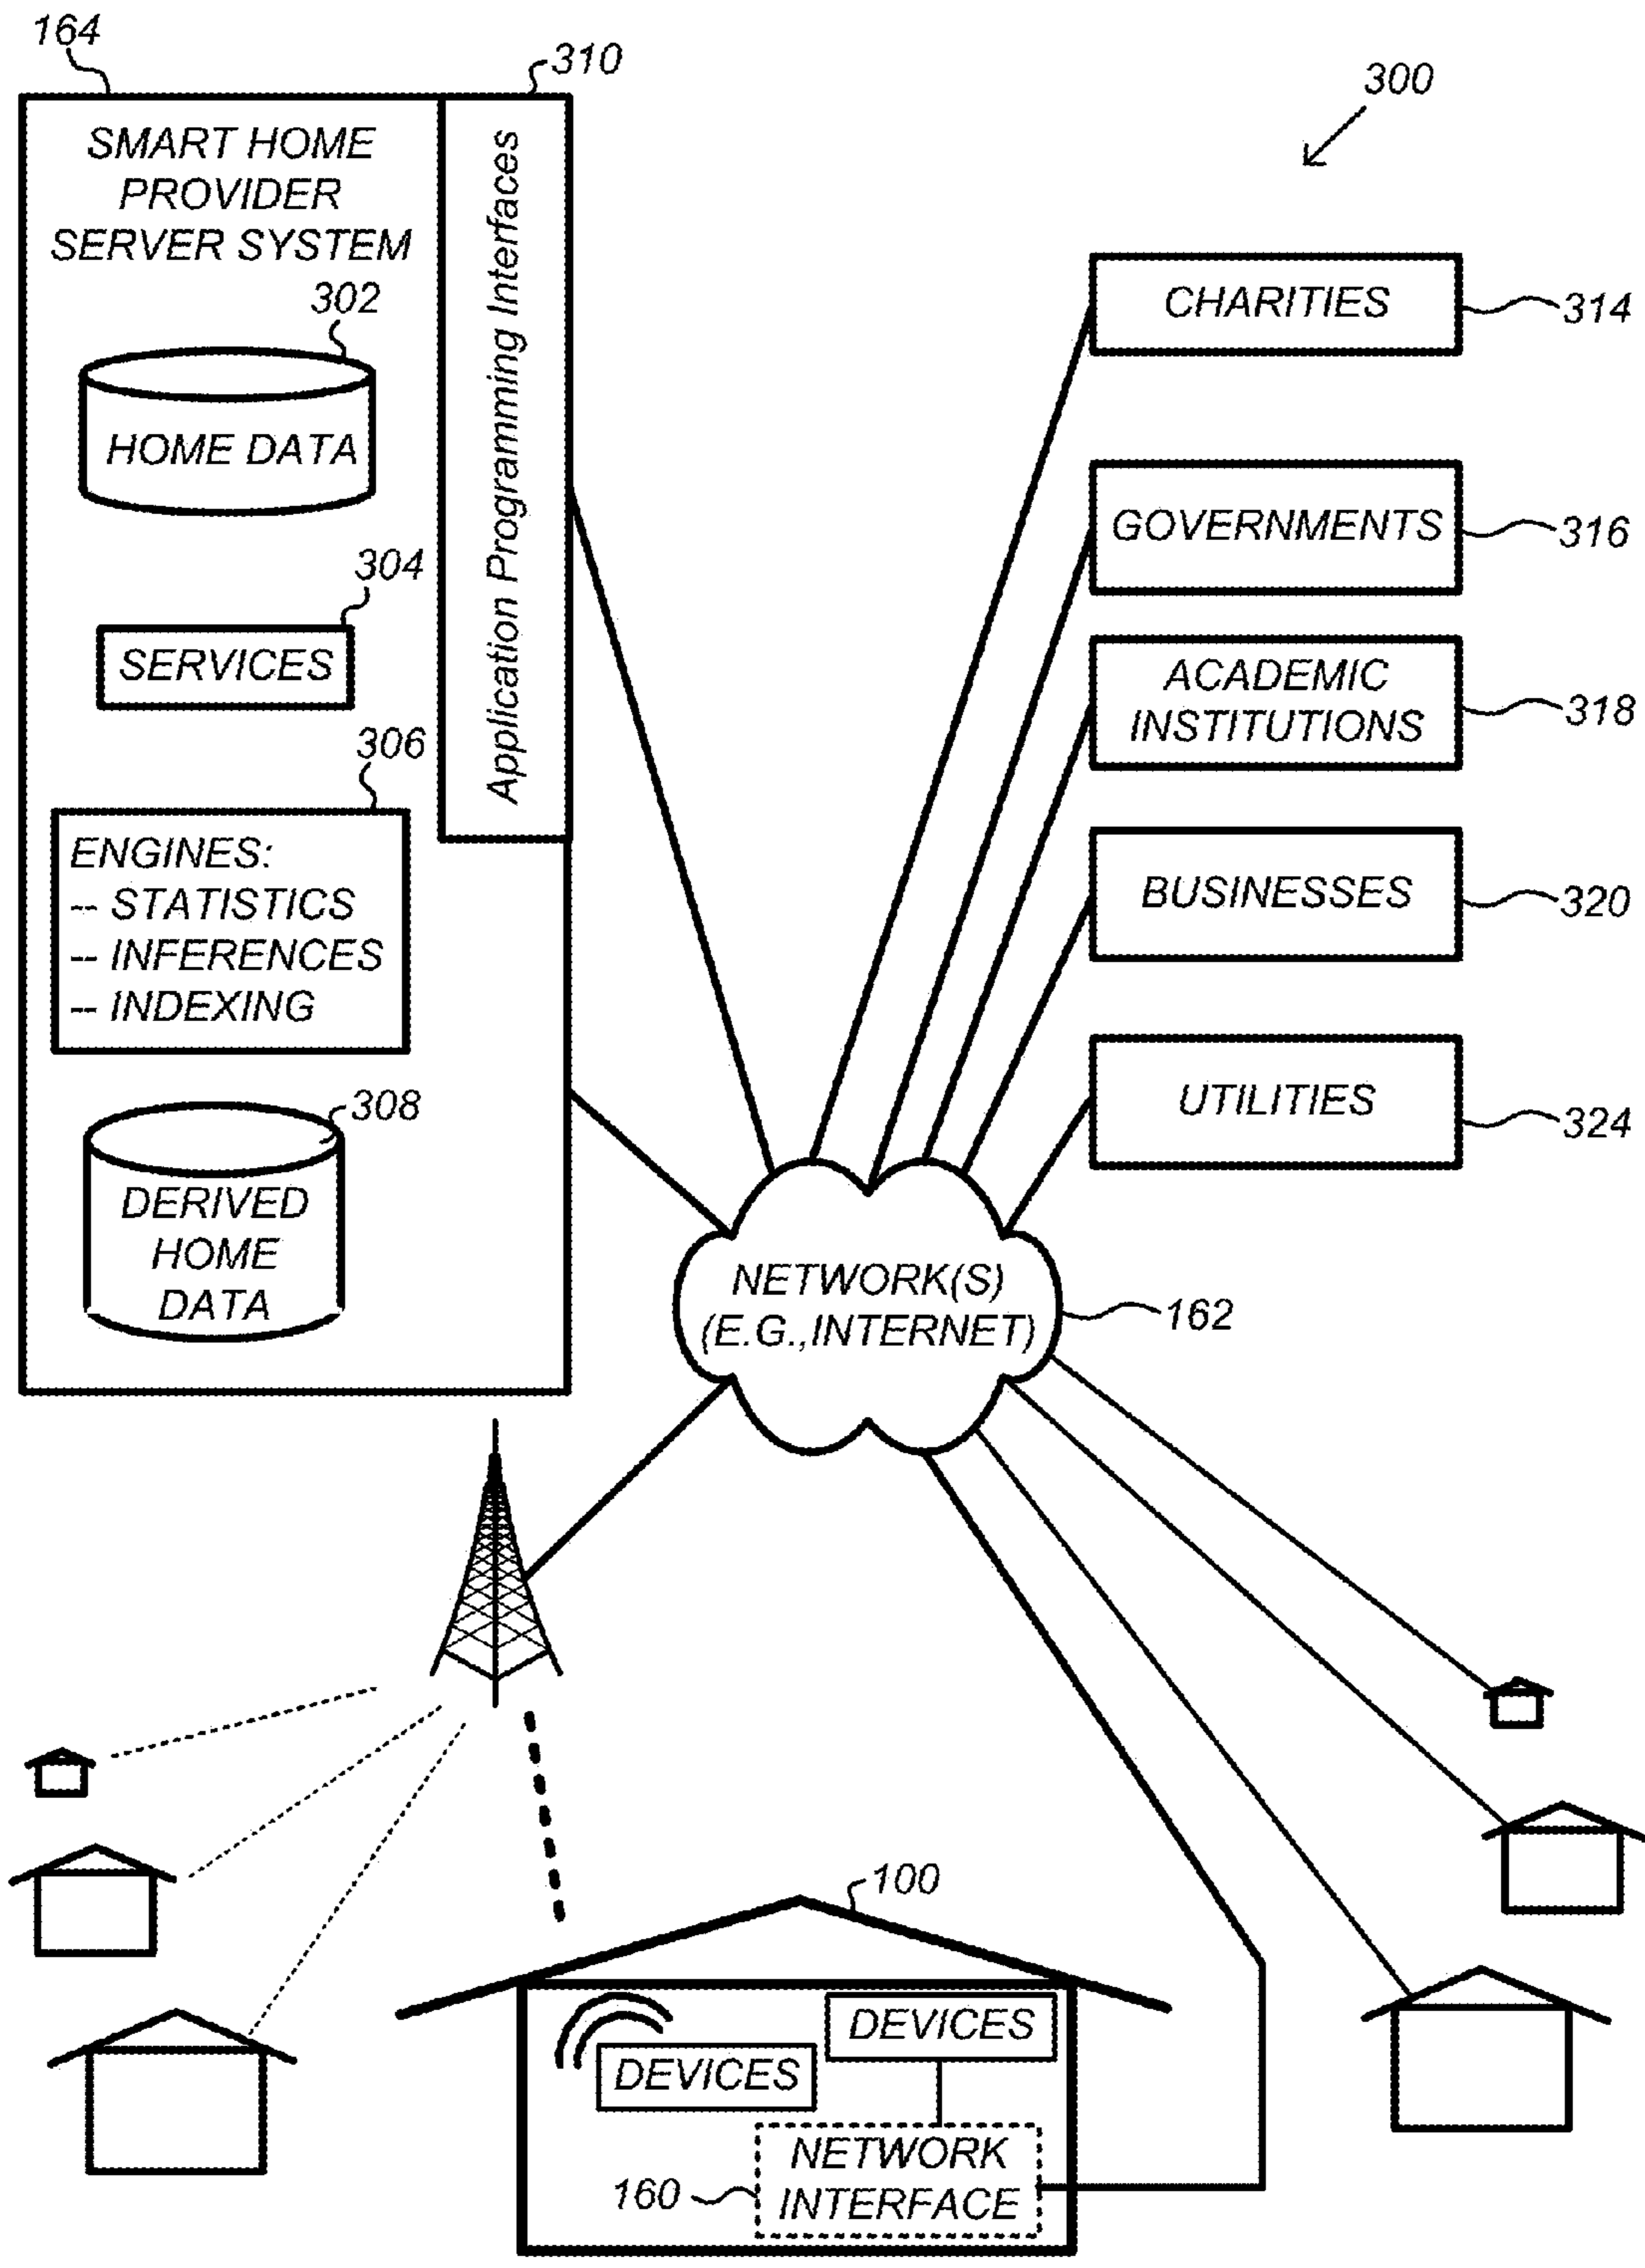 164
310
300
SMART HOME
PROVIDER
SERVER SYSTEM
Application Programming Interfaces
302
HOME DATA
304
SERVICES
306
ENGINES:
-- STATISTICS
-- INFERENCES
-- INDEXING
308
DERIVED
HOME
DATA
CHARITIES
314
GOVERNMENTS
316
ACADEMIC
INSTITUTIONS
318
BUSINESSES
320
UTILITIES
324
NETWORK(S)
(E.G.,INTERNET)
162
100
DEVICES
DEVICES
NETWORK
INTERFACE
160